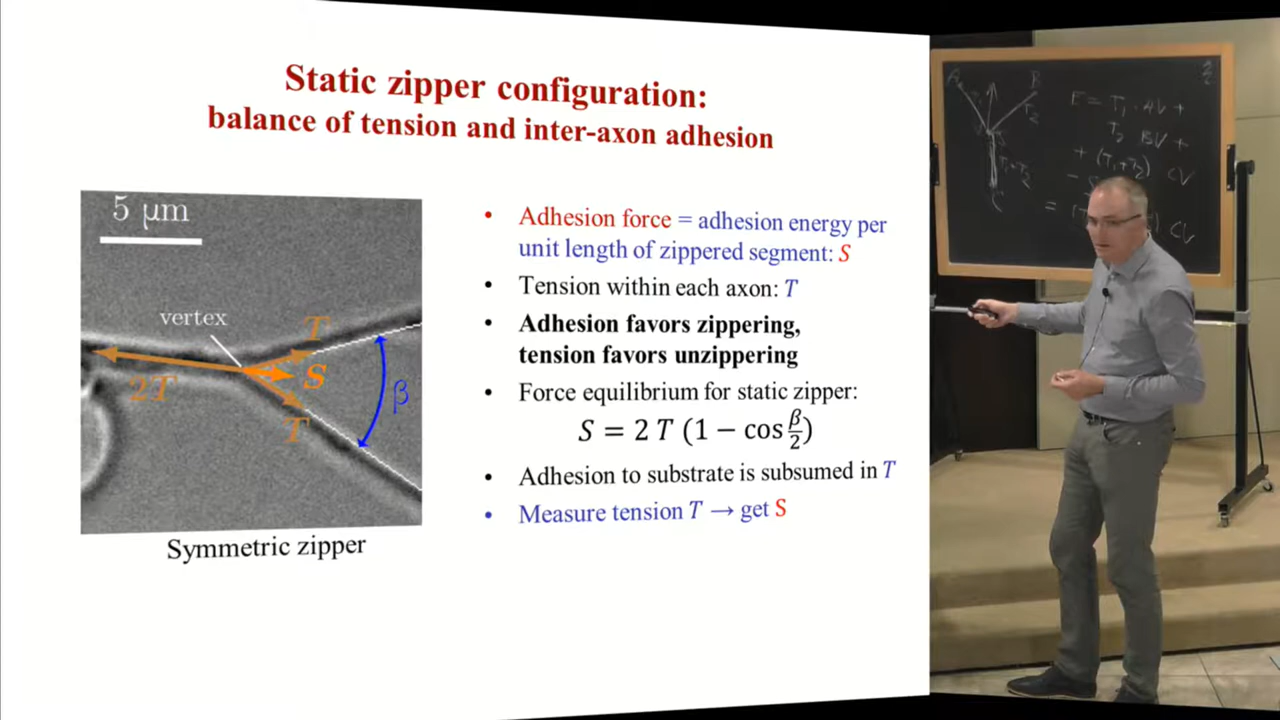 Static zipper configuration:
balance of tension and inter-axon adhesion
5 μm
vertex
T
S
2T
T
β
Symmetric zipper
• Adhesion force = adhesion energy per
unit length of zippered segment: S
• Tension within each axon: T
• Adhesion favors zippering,
tension favors unzippering
• Force equilibrium for static zipper:
S = 2 T (1 − cos β/2)
• Adhesion to substrate is subsumed in T
• Measure tension T → get S
A
B
E = T₁ · AV +
T₂ BV +
+ (T₁+T₂) CV
CV